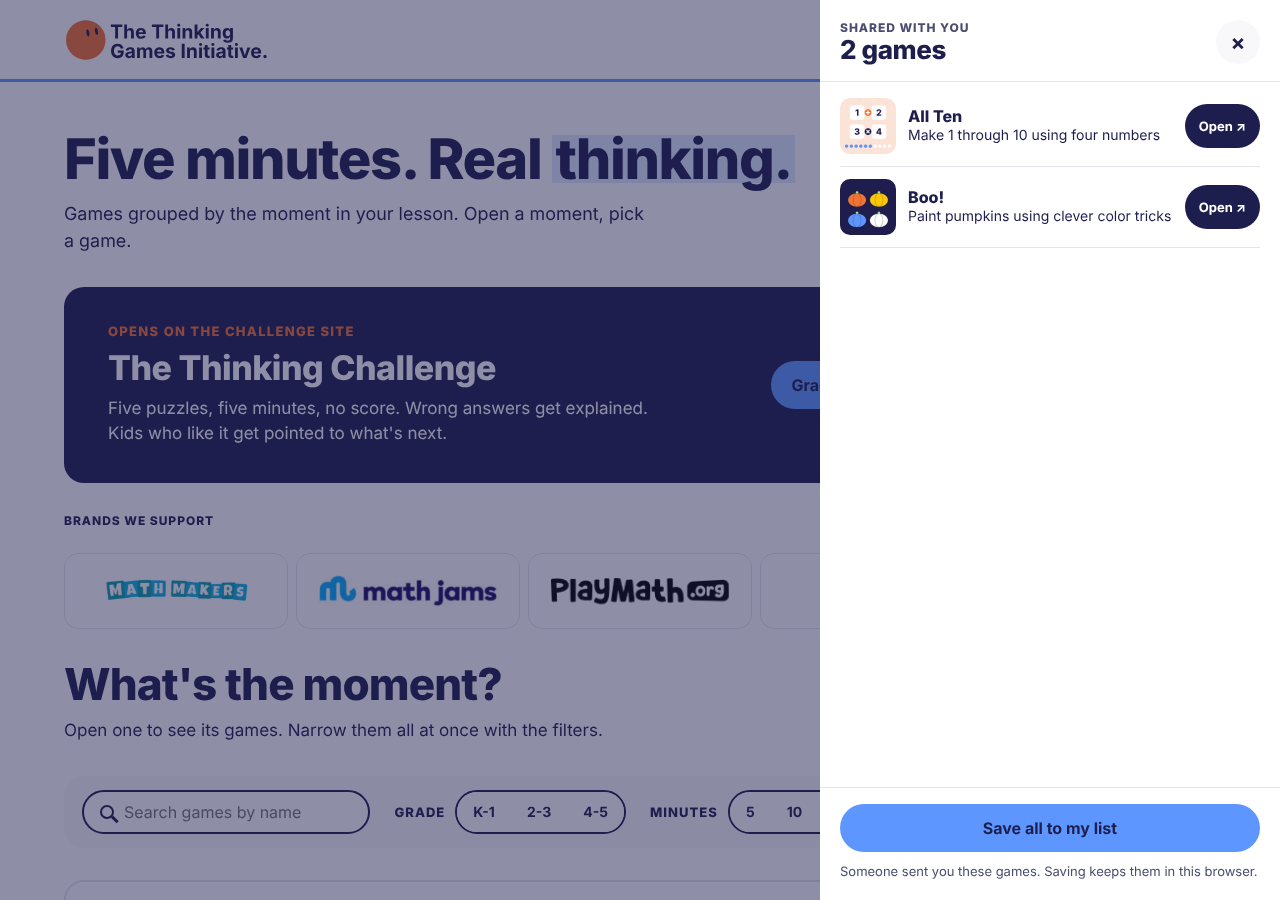 The Thinking
Games Initiative.
Five minutes. Real thinking.
Games grouped by the moment in your lesson. Open a moment, pick
a game.
OPENS ON THE CHALLENGE SITE
The Thinking Challenge
Five puzzles, five minutes, no score. Wrong answers get explained.
Kids who like it get pointed to what's next.
Gra
BRANDS WE SUPPORT
MATH MAKERS
math jams
PlayMath.org
What's the moment?
Open one to see its games. Narrow them all at once with the filters.
Search games by name
GRADE
K-1 2-3 4-5
MINUTES
5 10
SHARED WITH YOU
2 games
×
1 + 2
3 × 4
All Ten
Make 1 through 10 using four numbers
Open ↗
Boo!
Paint pumpkins using clever color tricks
Open ↗
Save all to my list
Someone sent you these games. Saving keeps them in this browser.